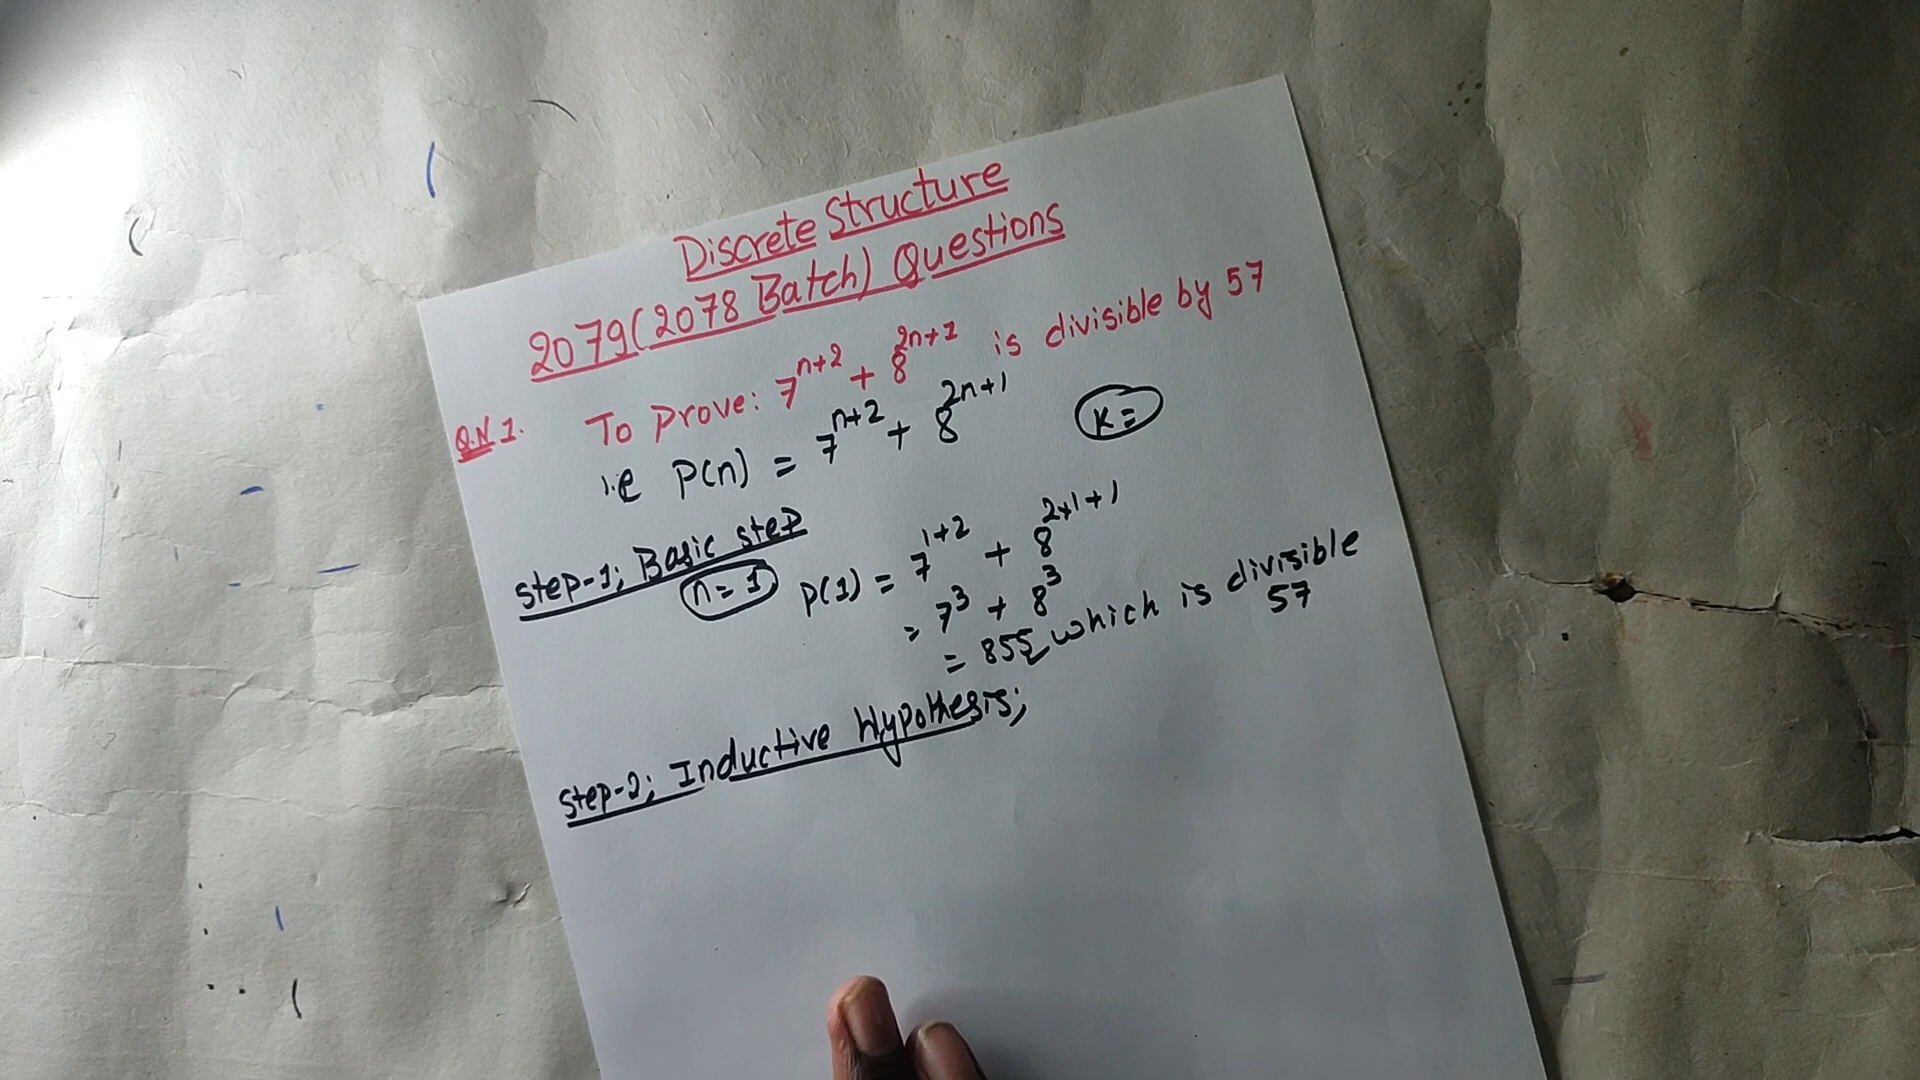 Discrete Structure
2079(2078 Batch) Questions
Q.N 1. To prove: 7^{n+2} + 8^{2n+1} is divisible by 57
i.e P(n) = 7^{n+2} + 8^{2n+1} K=
Step-1; Basic step
n=1 P(1) = 7^{1+2} + 8^{2×1+1}
= 7^3 + 8^3
= 855 which is divisible
57
Step-2; Inductive Hypothesis;